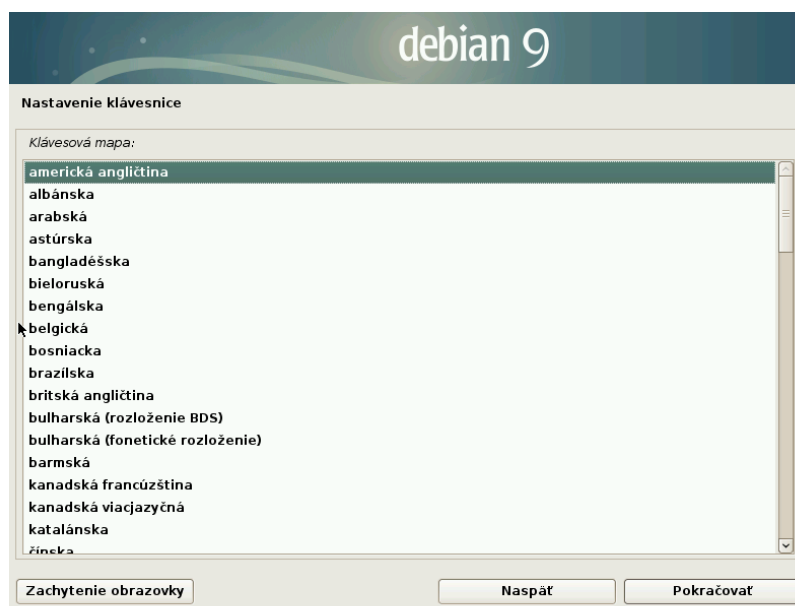 debian 9
Nastavenie klávesnice
Klávesová mapa:
americká angličtina
albánska
arabská
astúrska
bangladéšska
bieloruská
bengálska
belgická
bosniacka
brazílska
britská angličtina
bulharská (rozloženie BDS)
bulharská (fonetické rozloženie)
barmská
kanadská francúzština
kanadská viacjazyčná
katalánska
čínska
Zachytenie obrazovky
Naspäť
Pokračovať